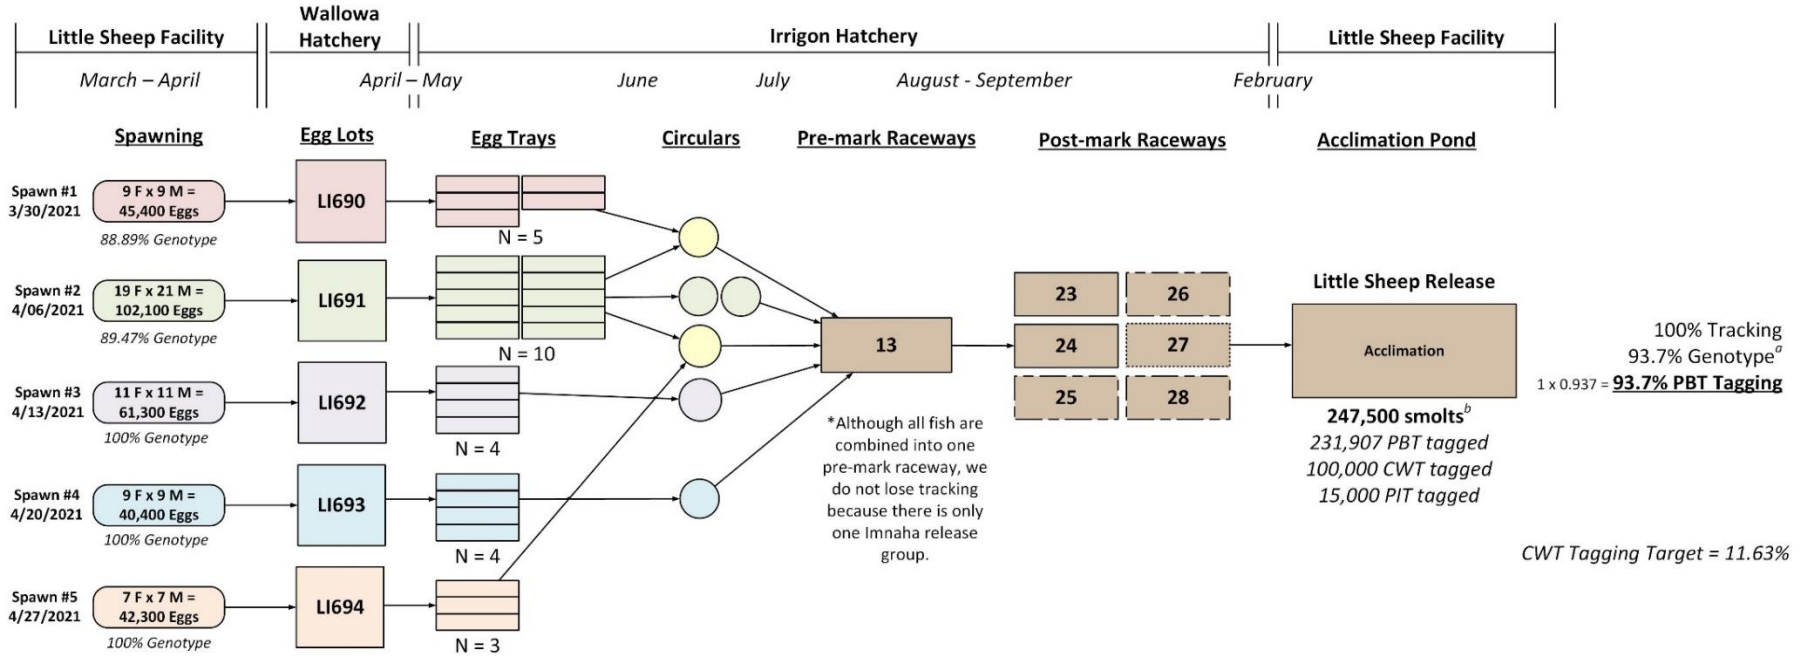 Little Sheep Facility
Wallowa
Hatchery
Irrigon Hatchery
Little Sheep Facility
March – April
April – May
June
July
August - September
February
Spawning
Egg Lots
Egg Trays
Circulars
Pre-mark Raceways
Post-mark Raceways
Acclimation Pond
Spawn #1
3/30/2021
9 F x 9 M =
45,400 Eggs
88.89% Genotype
LI690
N = 5
Spawn #2
4/06/2021
19 F x 21 M =
102,100 Eggs
89.47% Genotype
LI691
N = 10
Spawn #3
4/13/2021
11 F x 11 M =
61,300 Eggs
100% Genotype
LI692
N = 4
Spawn #4
4/20/2021
9 F x 9 M =
40,400 Eggs
100% Genotype
LI693
N = 4
Spawn #5
4/27/2021
7 F x 7 M =
42,300 Eggs
100% Genotype
LI694
N = 3
13
*Although all fish are
combined into one
pre-mark raceway, we
do not lose tracking
because there is only
one Imnaha release
group.
23
26
24
27
25
28
Little Sheep Release
Acclimation
247,500 smolts^b
231,907 PBT tagged
100,000 CWT tagged
15,000 PIT tagged
100% Tracking
93.7% Genotype^a
1 x 0.937 = 93.7% PBT Tagging
CWT Tagging Target = 11.63%